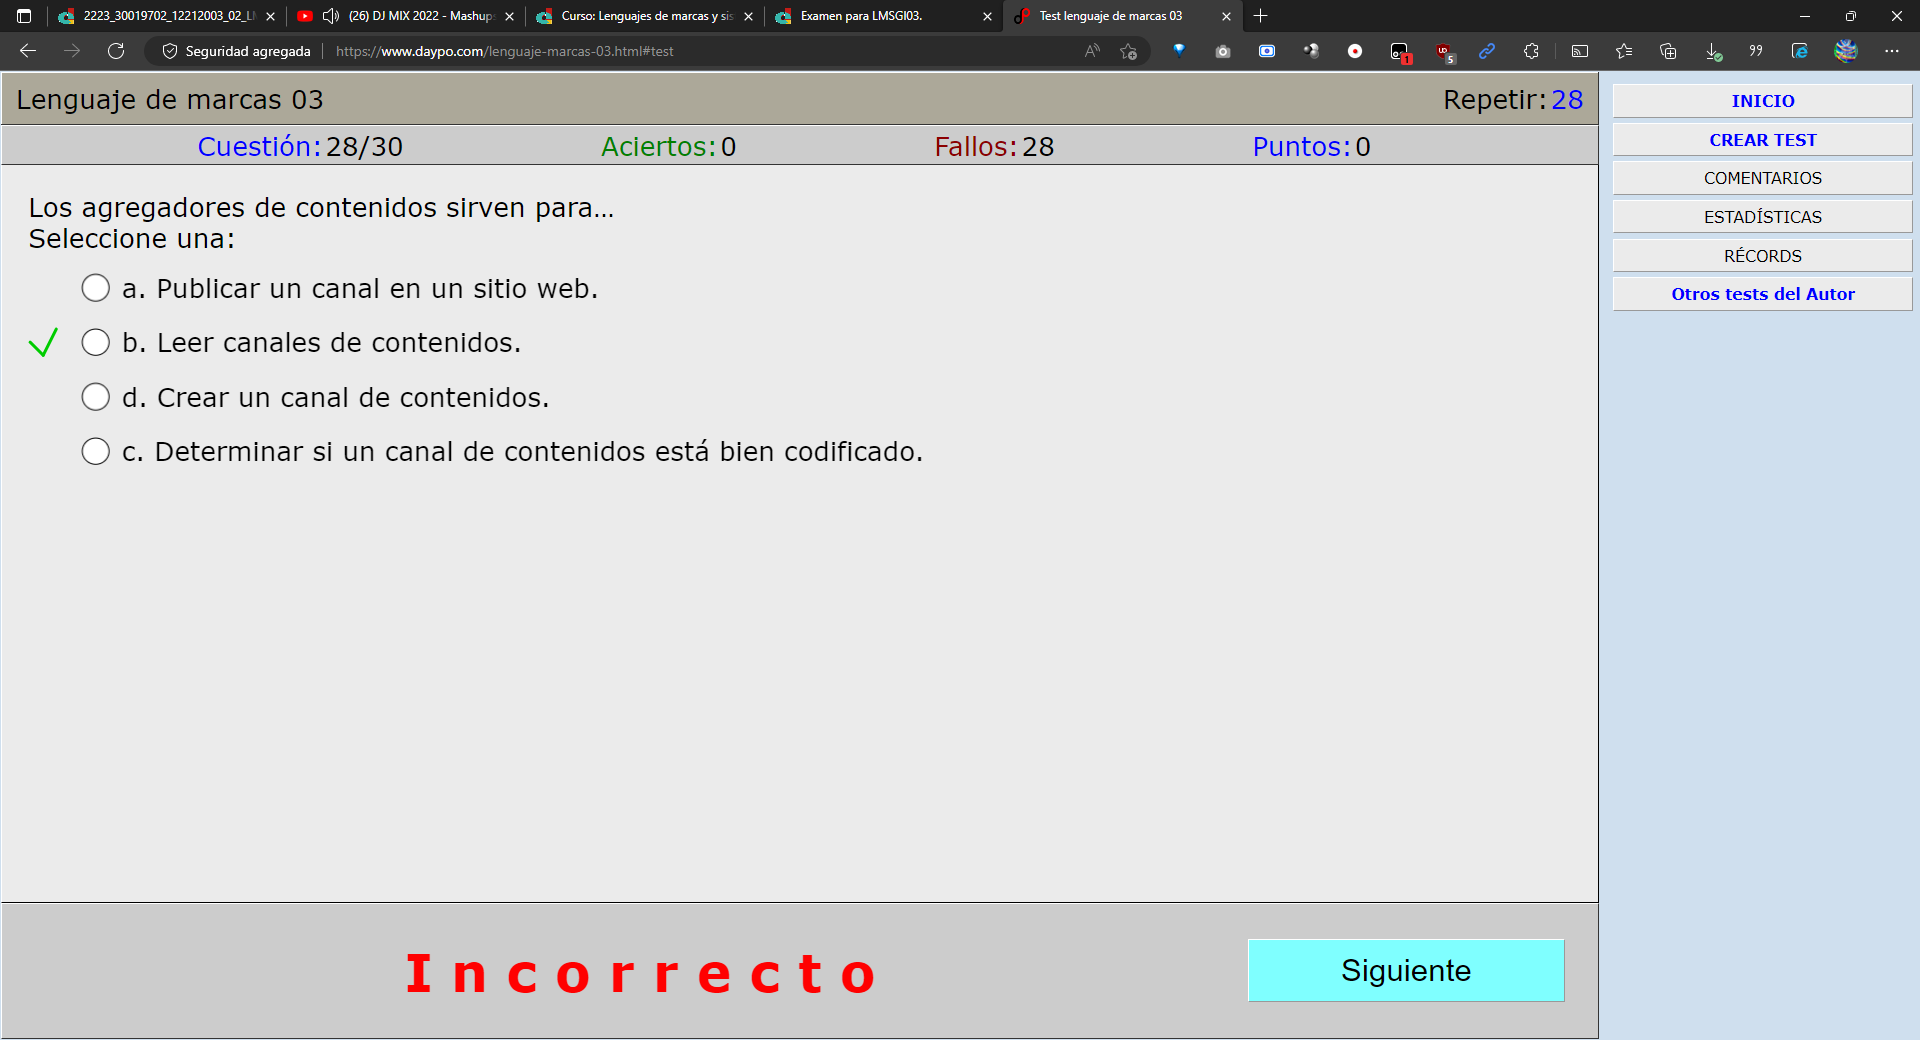 2223_30019702_12212003_02_LM
(26) DJ MIX 2022 - Mashup
Curso: Lenguajes de marcas y sis
Examen para LMSGI03.
Test lenguaje de marcas 03
Seguridad agregada
https://www.daypo.com/lenguaje-marcas-03.html#test
1
5
Lenguaje de marcas 03
Repetir: 28
Cuestión: 28/30
Aciertos: 0
Fallos: 28
Puntos: 0
Los agregadores de contenidos sirven para...
Seleccione una:
a. Publicar un canal en un sitio web.
b. Leer canales de contenidos.
d. Crear un canal de contenidos.
c. Determinar si un canal de contenidos está bien codificado.
Incorrecto
Siguiente
INICIO
CREAR TEST
COMENTARIOS
ESTADÍSTICAS
RÉCORDS
Otros tests del Autor